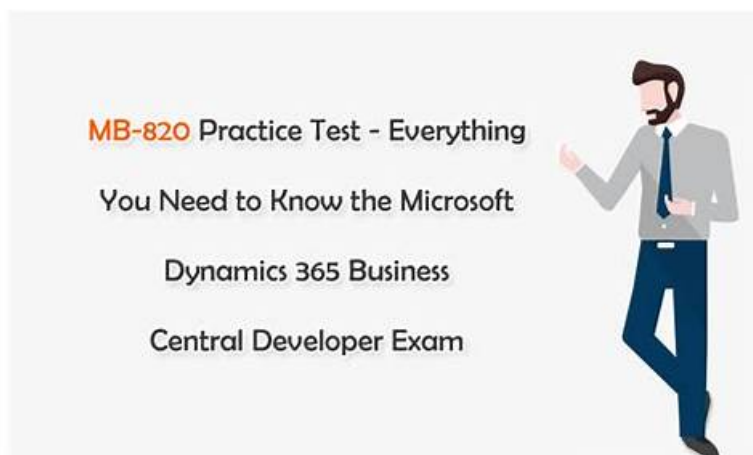 MB-820 Practice Test - Everything
You Need to Know the Microsoft
Dynamics 365 Business
Central Developer Exam